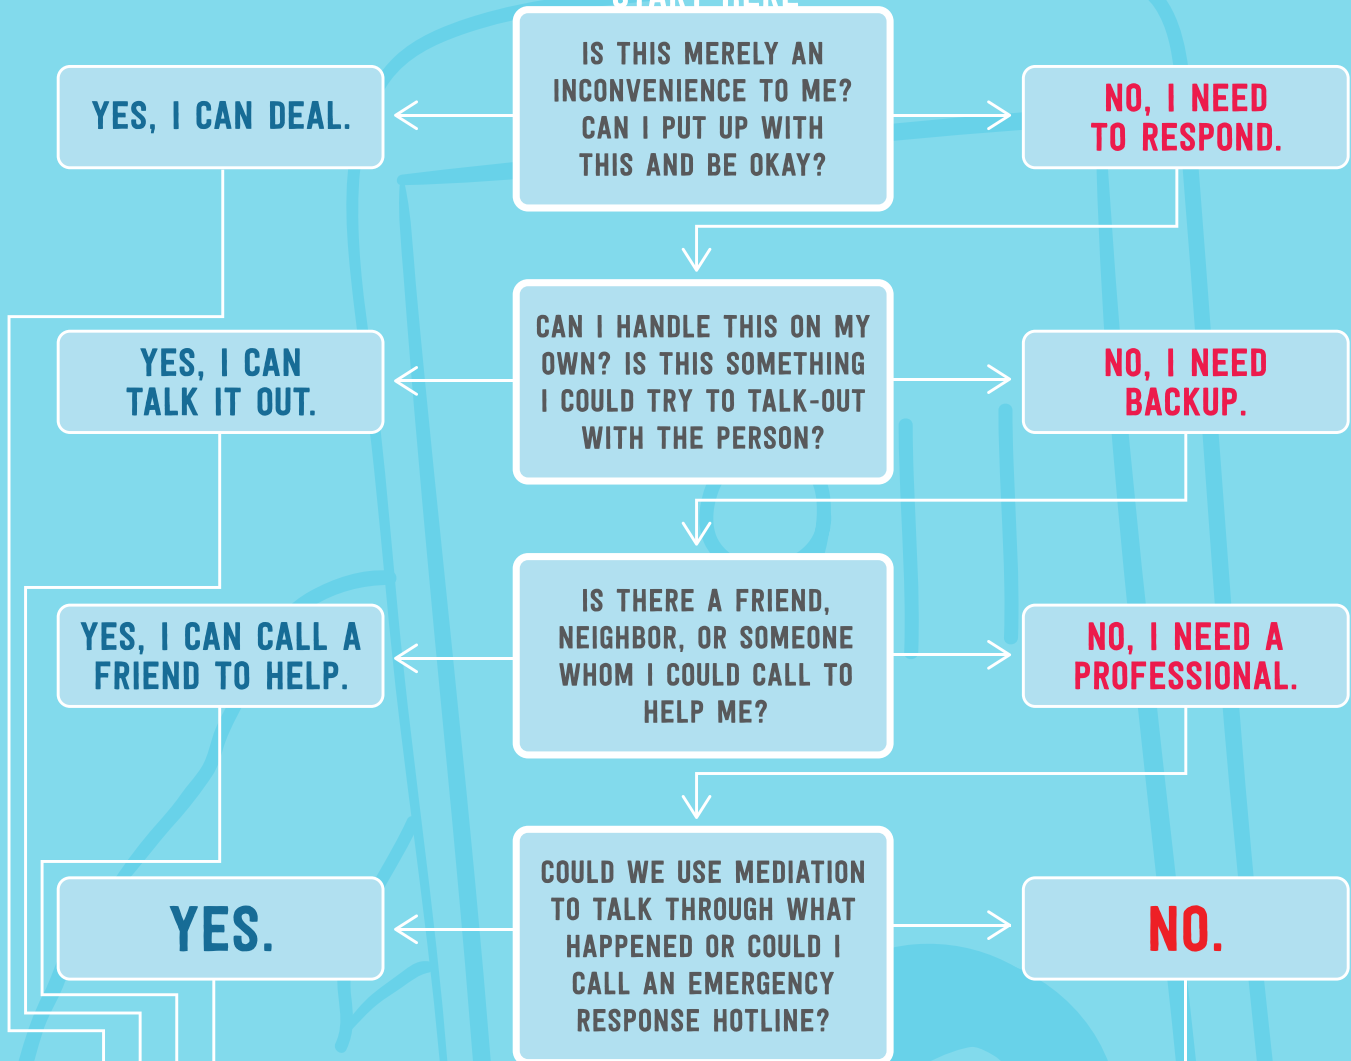 START HERE
IS THIS MERELY AN
INCONVENIENCE TO ME?
CAN I PUT UP WITH
THIS AND BE OKAY?
YES, I CAN DEAL.
NO, I NEED
TO RESPOND.
CAN I HANDLE THIS ON MY
OWN? IS THIS SOMETHING
I COULD TRY TO TALK-OUT
WITH THE PERSON?
YES, I CAN
TALK IT OUT.
NO, I NEED
BACKUP.
IS THERE A FRIEND,
NEIGHBOR, OR SOMEONE
WHOM I COULD CALL TO
HELP ME?
YES, I CAN CALL A
FRIEND TO HELP.
NO, I NEED A
PROFESSIONAL.
COULD WE USE MEDIATION
TO TALK THROUGH WHAT
HAPPENED OR COULD I
CALL AN EMERGENCY
RESPONSE HOTLINE?
YES.
NO.